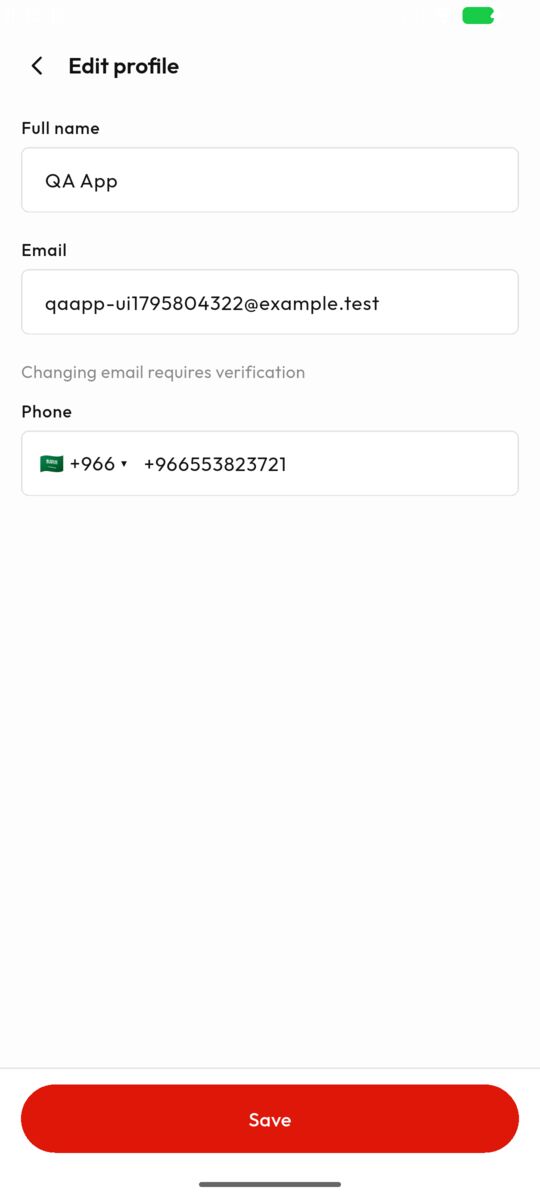 Edit profile
Full name
QA App
Email
qaapp-ui1795804322@example.test
Changing email requires verification
Phone
+966 ▾ +966553823721
Save